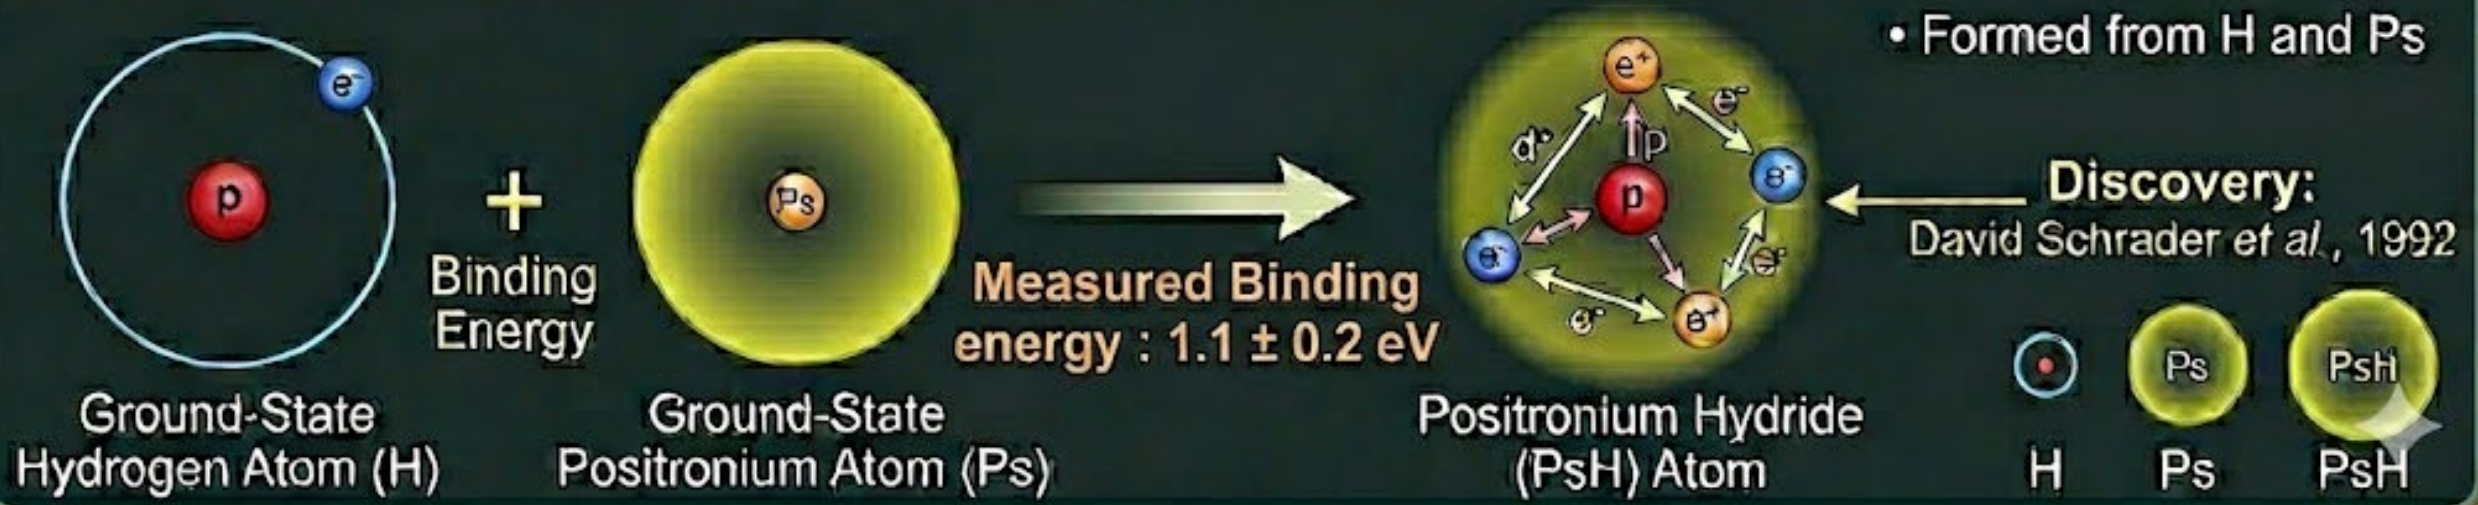 e⁻
p
+
Binding
Energy
Ground-State
Hydrogen Atom (H)
Ps
Ground-State
Positronium Atom (Ps)
Measured Binding
energy : 1.1 ± 0.2 eV
e⁺
e⁻
d⁺
p
e⁻
p
e⁻
e⁻
e⁻
e⁺
Positronium Hydride
(PsH) Atom
• Formed from H and Ps
Discovery:
David Schrader et al., 1992
Ps
PsH
H
Ps
PsH